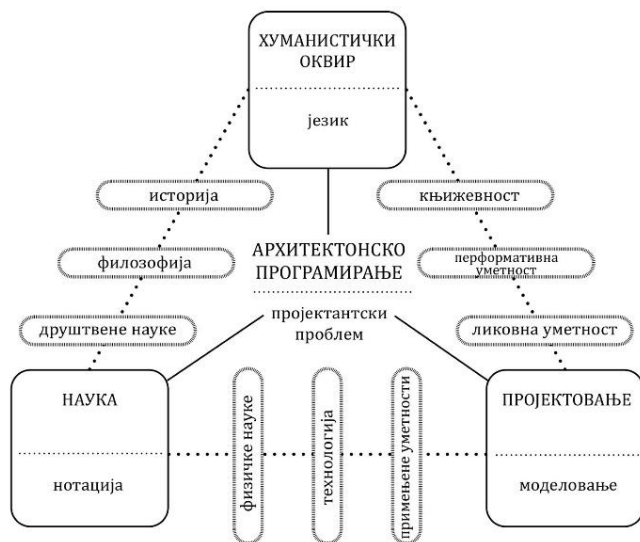 ХУМАНИСТИЧКИ
ОКВИР
језик
историја
књижевност
филозофија
АРХИТЕКТОНСКО
ПРОГРАМИРАЊЕ
перформативна
уметност
друштвене науке
пројектантски
проблем
ликовна уметност
НАУКА
нотација
физичке науке
технологија
примењене уметности
ПРОЈЕКТОВАЊЕ
моделовање